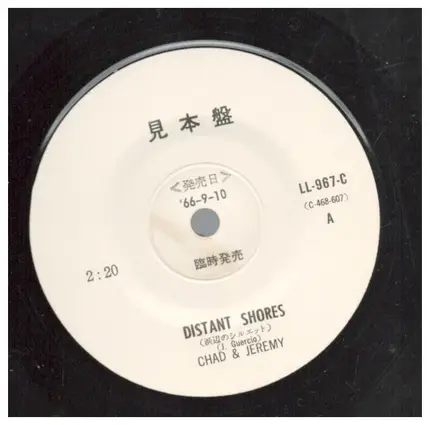 見本盤
<発売日>
'66-9-10
LL-967-C
(C-468-607)
A
臨時発売
2:20
DISTANT SHORES
(浜辺のシルエット)
(J. Guercio)
CHAD & JEREMY